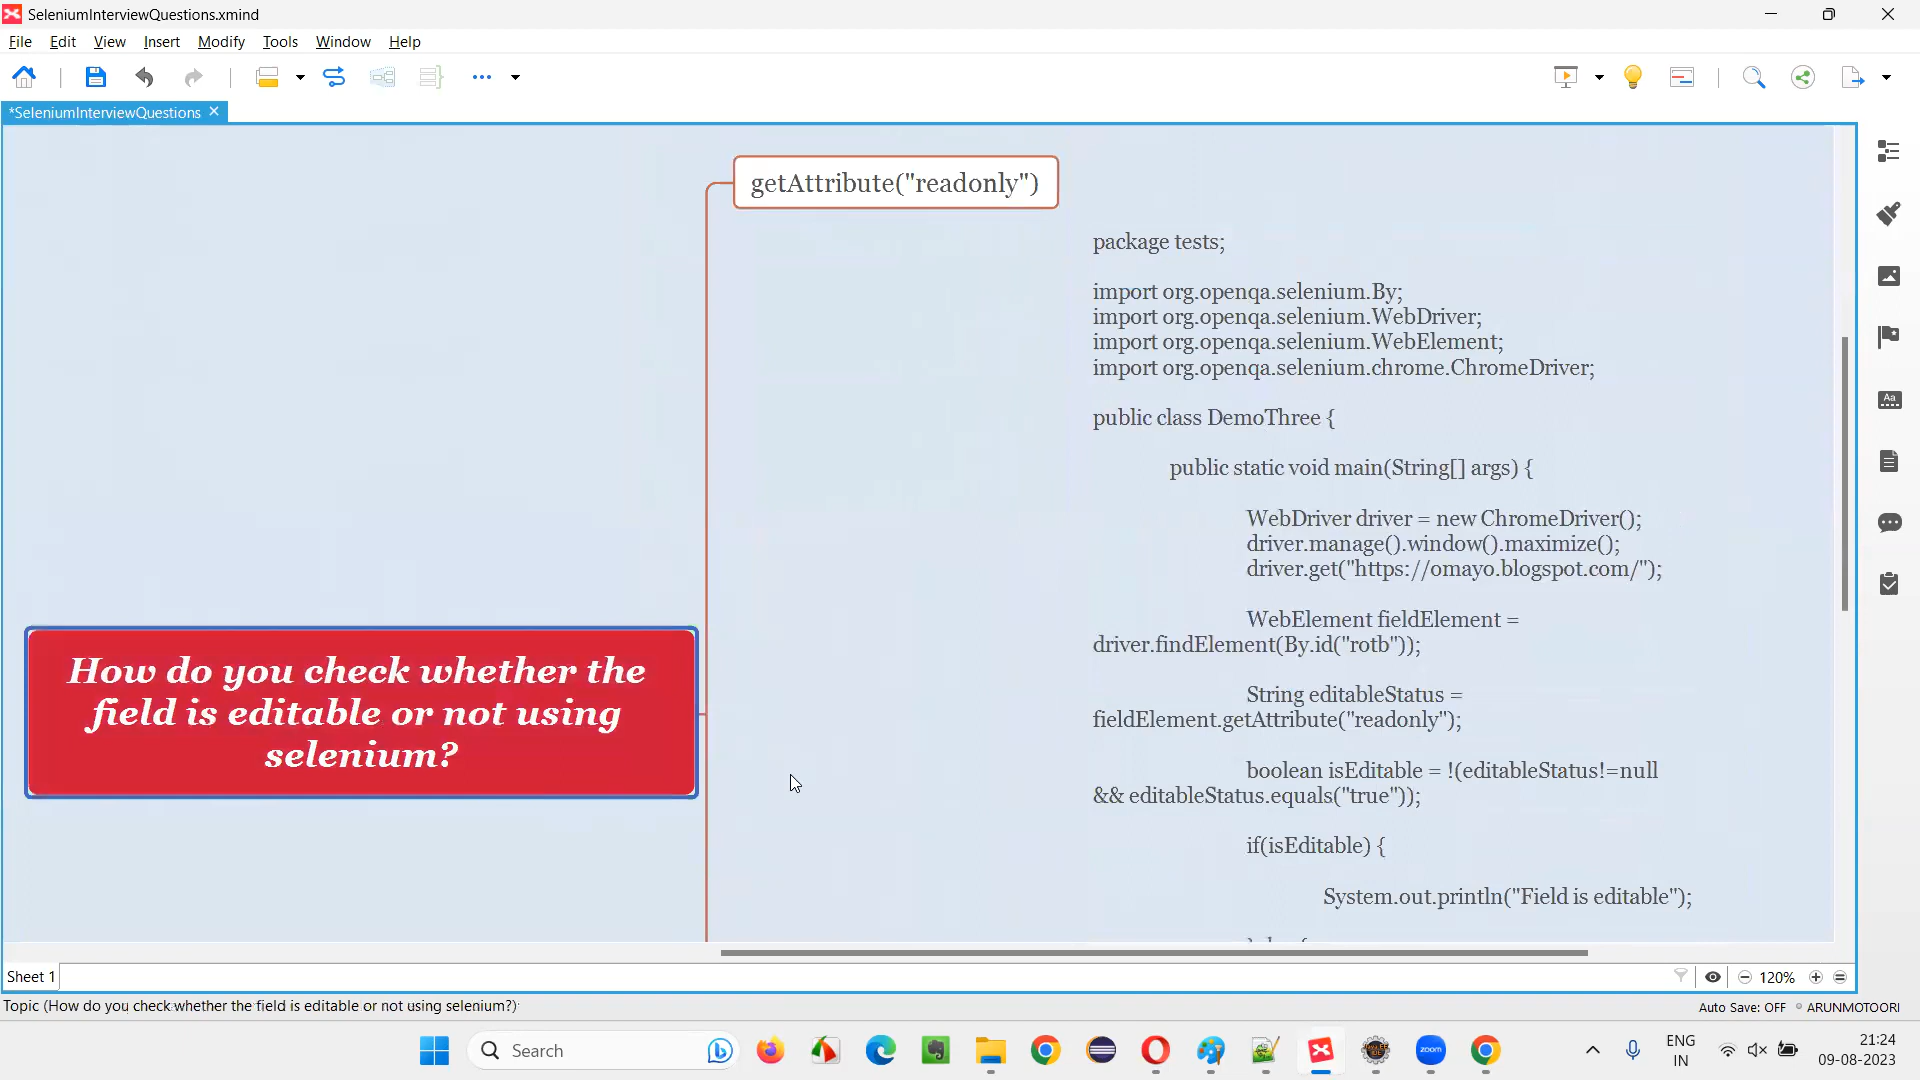 SeleniumInterviewQuestions.xmind
File Edit View Insert Modify Tools Window Help
*SeleniumInterviewQuestions
getAttribute("readonly")
package tests;
import org.openqa.selenium.By;
import org.openqa.selenium.WebDriver;
import org.openqa.selenium.WebElement;
import org.openqa.selenium.chrome.ChromeDriver;
public class DemoThree {
public static void main(String[] args) {
WebDriver driver = new ChromeDriver();
driver.manage().window().maximize();
driver.get("https://omayo.blogspot.com/");
WebElement fieldElement =
driver.findElement(By.id("rotb"));
String editableStatus =
fieldElement.getAttribute("readonly");
boolean isEditable = !(editableStatus!=null
&& editableStatus.equals("true"));
if(isEditable) {
System.out.println("Field is editable");
How do you check whether the
field is editable or not using
selenium?
Sheet 1
120%
Topic (How do you check whether the field is editable or not using selenium?)
Auto Save: OFF
ARUNMOTOORI
Search
zoom
ENG
IN
21:24
09-08-2023